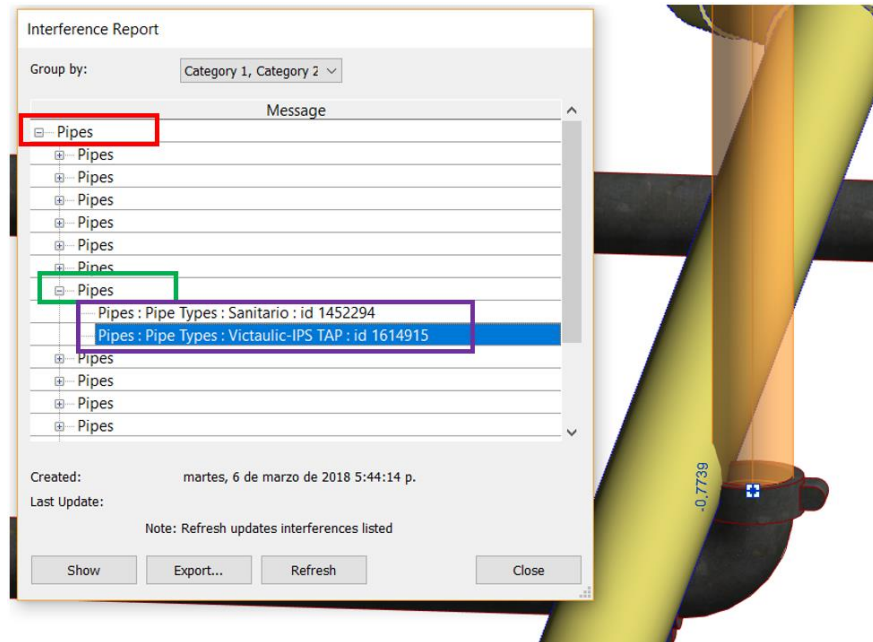 Interference Report
Group by: Category 1, Category 2
Message
Pipes
Pipes
Pipes
Pipes
Pipes
Pipes
Pipes
Pipes
Pipes : Pipe Types : Sanitario : id 1452294
Pipes : Pipe Types : Victaulic-IPS TAP : id 1614915
Pipes
Pipes
Pipes
Pipes
Created: martes, 6 de marzo de 2018 5:44:14 p.
Last Update:
Note: Refresh updates interferences listed
Show Export... Refresh Close
-0,7739